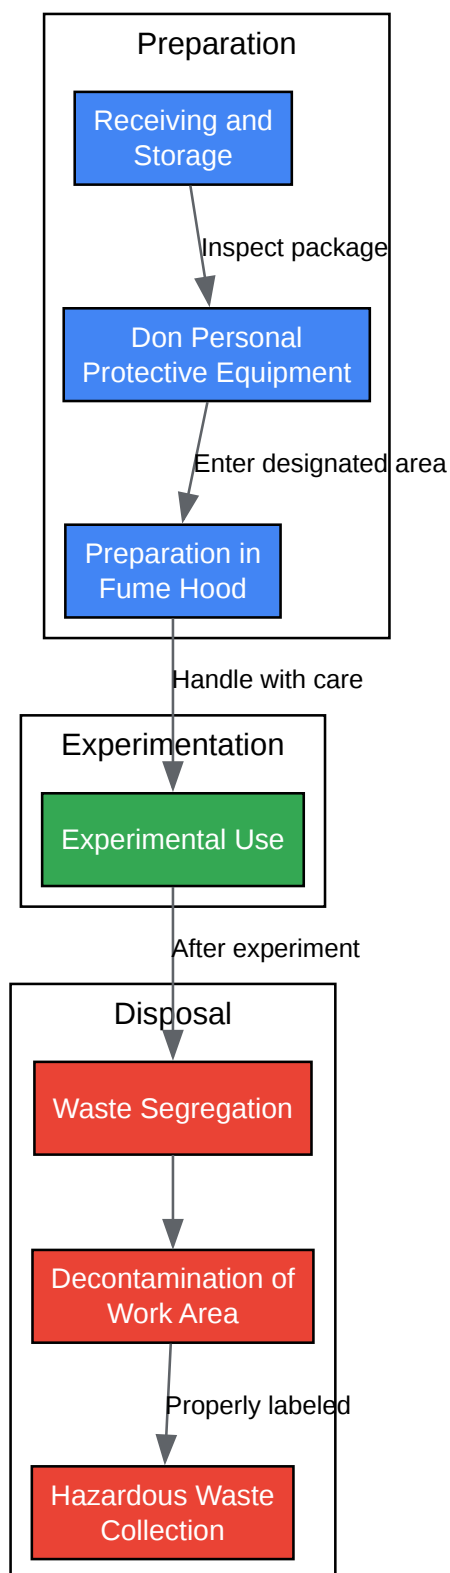 Preparation
Receiving and
Storage
Inspect package
Don Personal
Protective Equipment
Enter designated area
Preparation in
Fume Hood
Handle with care
Experimentation
Experimental Use
After experiment
Disposal
Waste Segregation
Decontamination of
Work Area
Properly labeled
Hazardous Waste
Collection